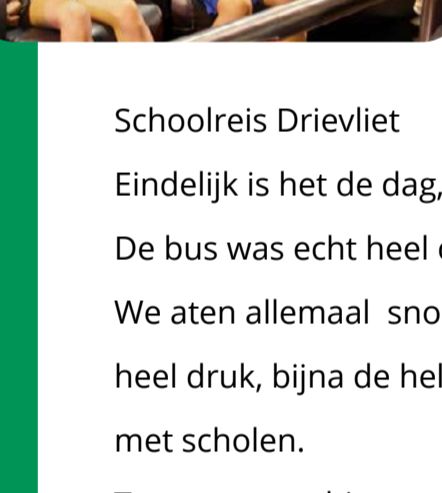 Schoolreis Drievliet
Eindelijk is het de dag,
De bus was echt heel
We aten allemaal
heel druk, bijna de
met scholen.